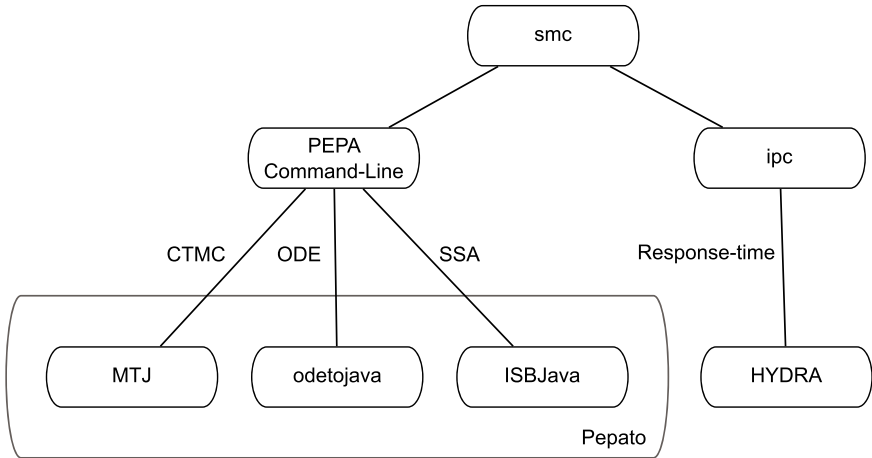 smc
PEPA
Command-Line
ipc
CTMC
ODE
SSA
Response-time
MTJ
odetojava
ISBJava
HYDRA
Pepato